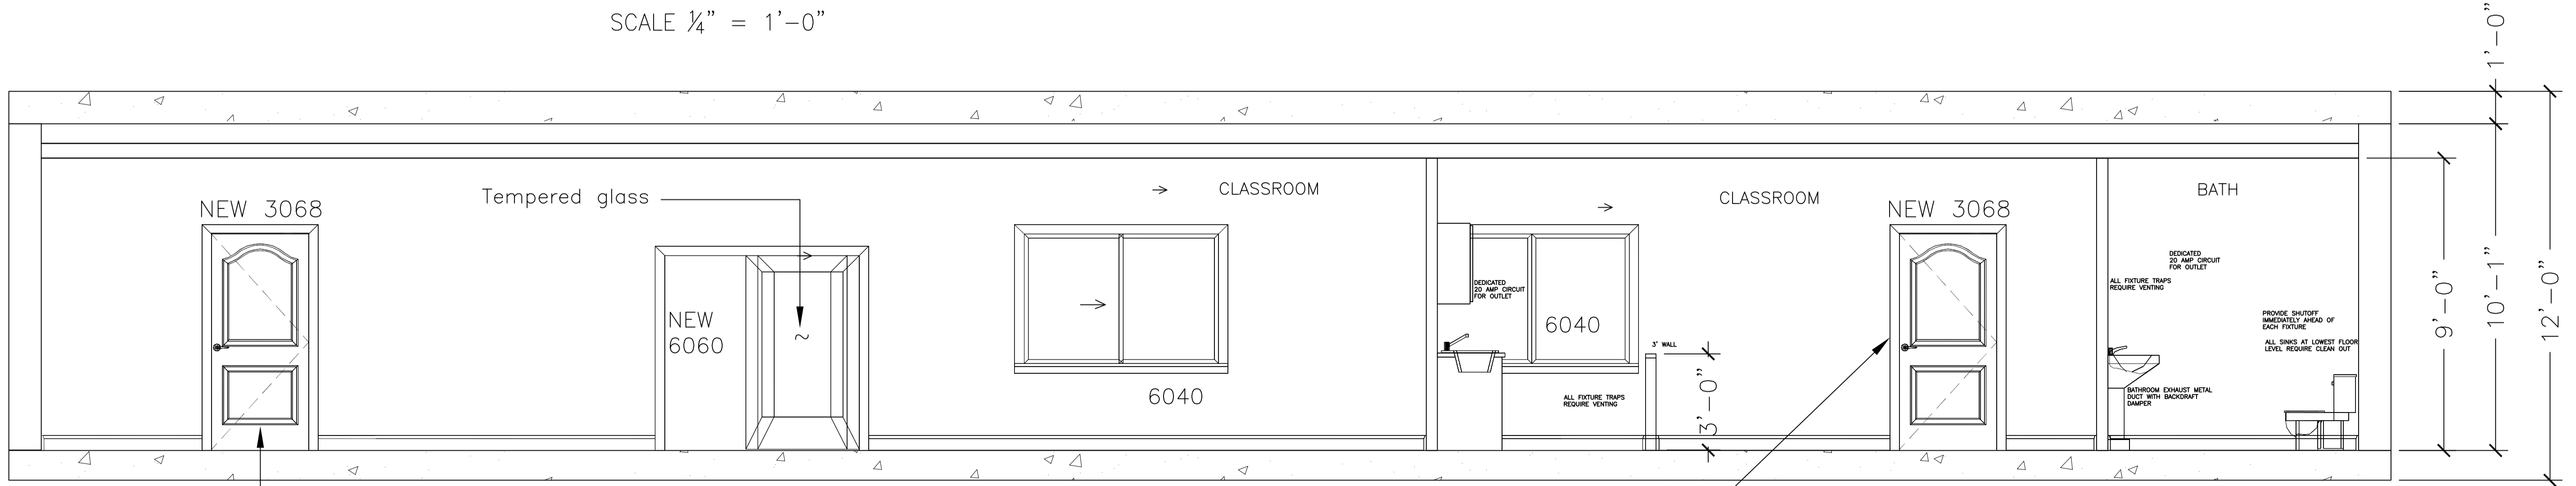 SCALE ¼" = 1'-0"
1'-0"
NEW 3068
Tempered glass
NEW
6060
CLASSROOM
6040
DEDICATED
20 AMP CIRCUIT
FOR OUTLET
6040
CLASSROOM
3' WALL
3'-0"
ALL FIXTURE TRAPS
REQUIRE VENTING
NEW 3068
BATH
DEDICATED
20 AMP CIRCUIT
FOR OUTLET
ALL FIXTURE TRAPS
REQUIRE VENTING
PROVIDE SHUTOFF
IMMEDIATELY AHEAD OF
EACH FIXTURE
ALL SINKS AT LOWEST FLOOR
LEVEL REQUIRE CLEAN OUT
BATHROOM EXHAUST METAL
DUCT WITH BACKDRAFT
DAMPER
9'-0"
10'-1"
12'-0"